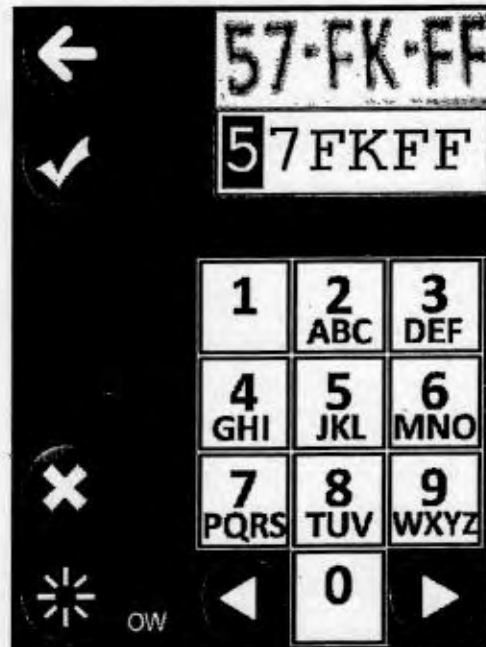 57·FK·FF
57FKFF
1
2 3
ABC DEF
4 5 6
GHI JKL MNO
7 8 9
PQRS TUV WXYZ
0
OW